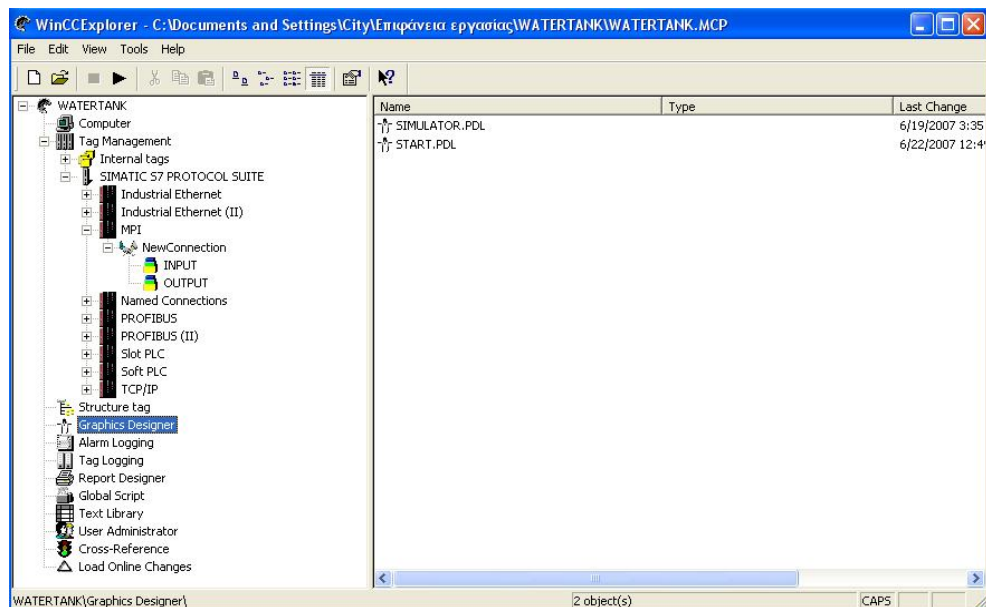 WinCCExplorer - C:\Documents and Settings\City\Επιφάνεια εργασίας\WATERTANK\WATERTANK.MCP
File Edit View Tools Help
WATERTANK
Computer
Tag Management
Internal tags
SIMATIC S7 PROTOCOL SUITE
Industrial Ethernet
Industrial Ethernet (II)
MPI
NewConnection
INPUT
OUTPUT
Named Connections
PROFIBUS
PROFIBUS (II)
Slot PLC
Soft PLC
TCP/IP
Structure tag
Graphics Designer
Alarm Logging
Tag Logging
Report Designer
Global Script
Text Library
User Administrator
Cross-Reference
Load Online Changes
Name Type Last Change
SIMULATOR.PDL 6/19/2007 3:35
START.PDL 6/22/2007 12:4
WATERTANK\Graphics Designer\ 2 object(s) CAPS